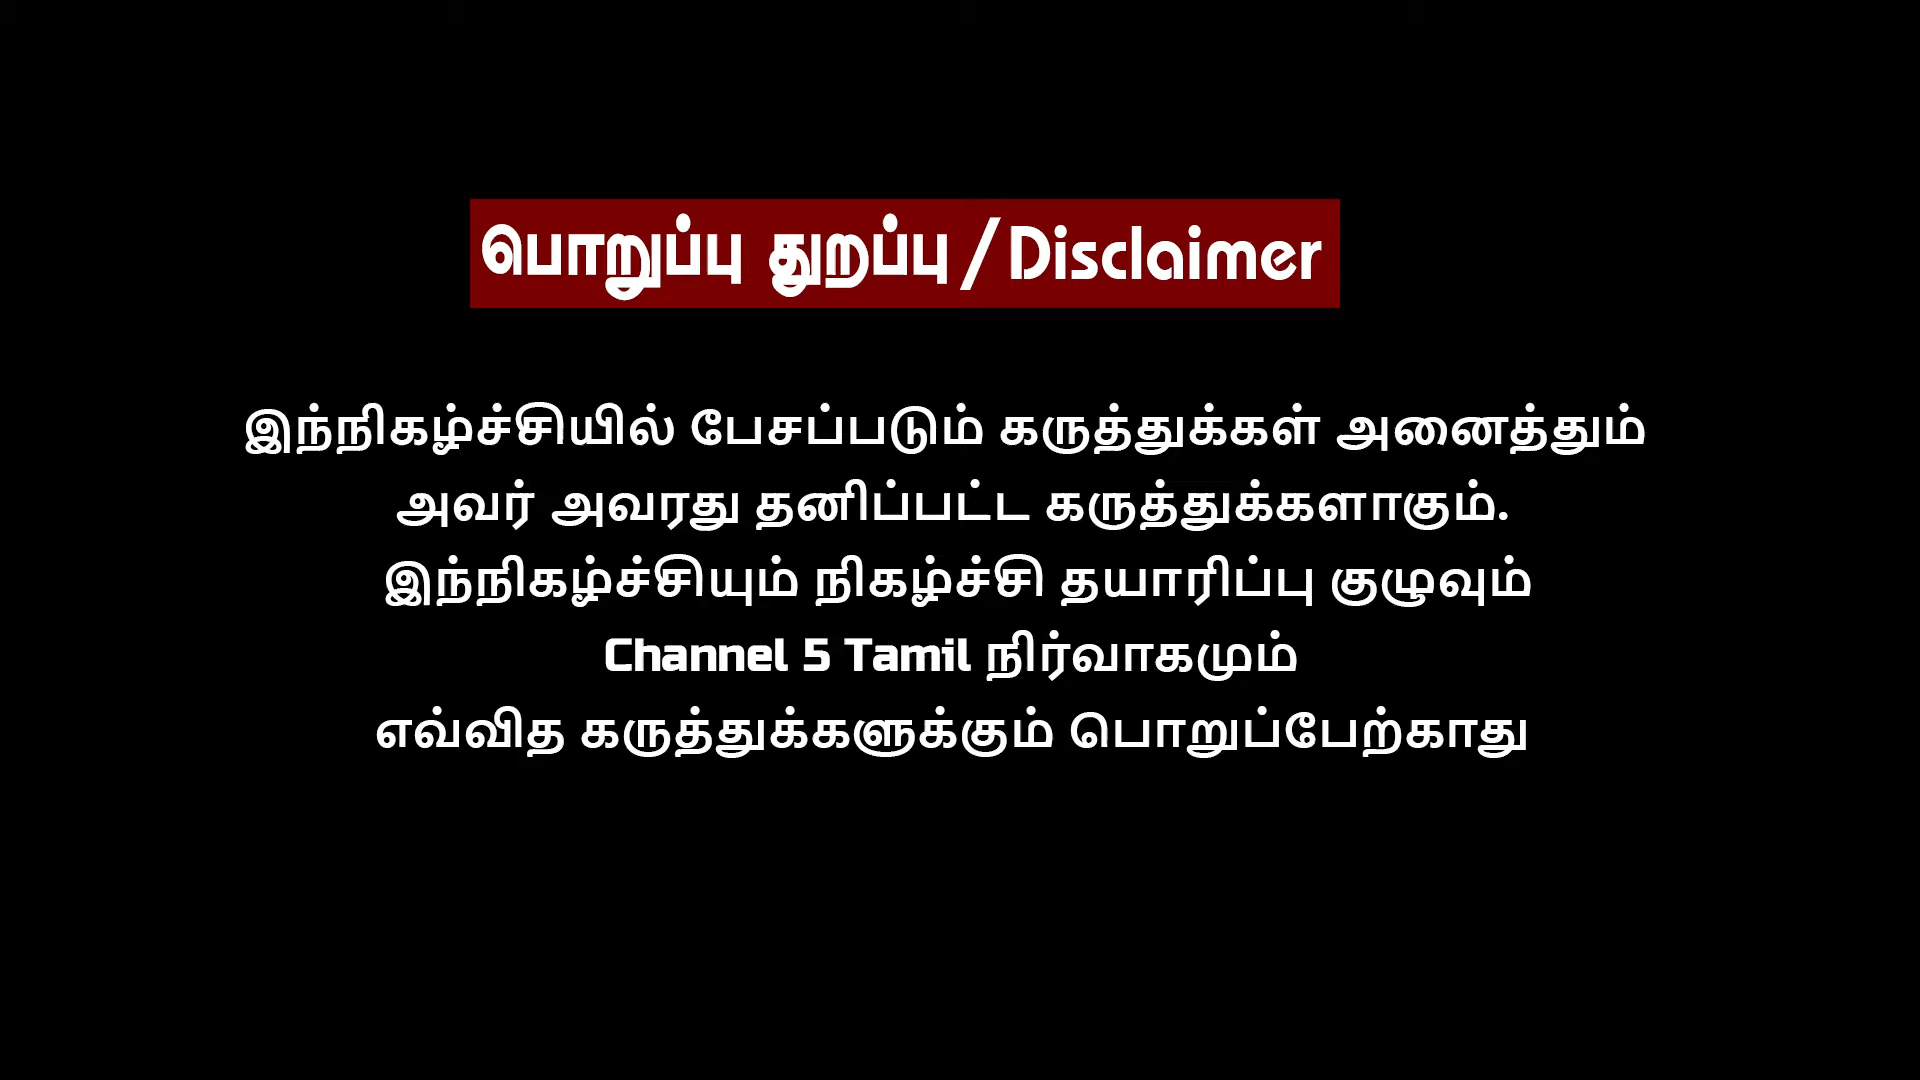 பொறுப்பு துறப்பு / Disclaimer
இந்நிகழ்ச்சியில் பேசப்படும் கருத்துக்கள் அனைத்தும்
அவர் அவரது தனிப்பட்ட கருத்துக்களாகும்.
இந்நிகழ்ச்சியும் நிகழ்ச்சி தயாரிப்பு குழுவும்
Channel 5 Tamil நிர்வாகமும்
எவ்வித கருத்துக்களுக்கும் பொறுப்பேற்காது